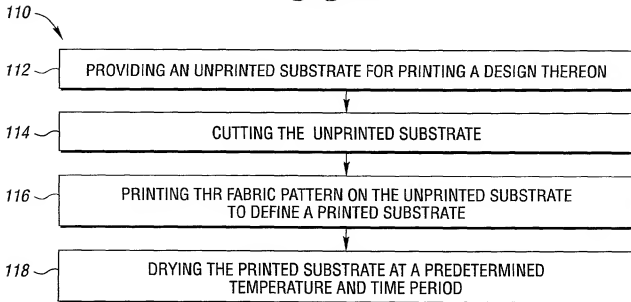 110
112 PROVIDING AN UNPRINTED SUBSTRATE FOR PRINTING A DESIGN THEREON
114 CUTTING THE UNPRINTED SUBSTRATE
116 PRINTING THR FABRIC PATTERN ON THE UNPRINTED SUBSTRATE
TO DEFINE A PRINTED SUBSTRATE
118 DRYING THE PRINTED SUBSTRATE AT A PREDETERMINED
TEMPERATURE AND TIME PERIOD